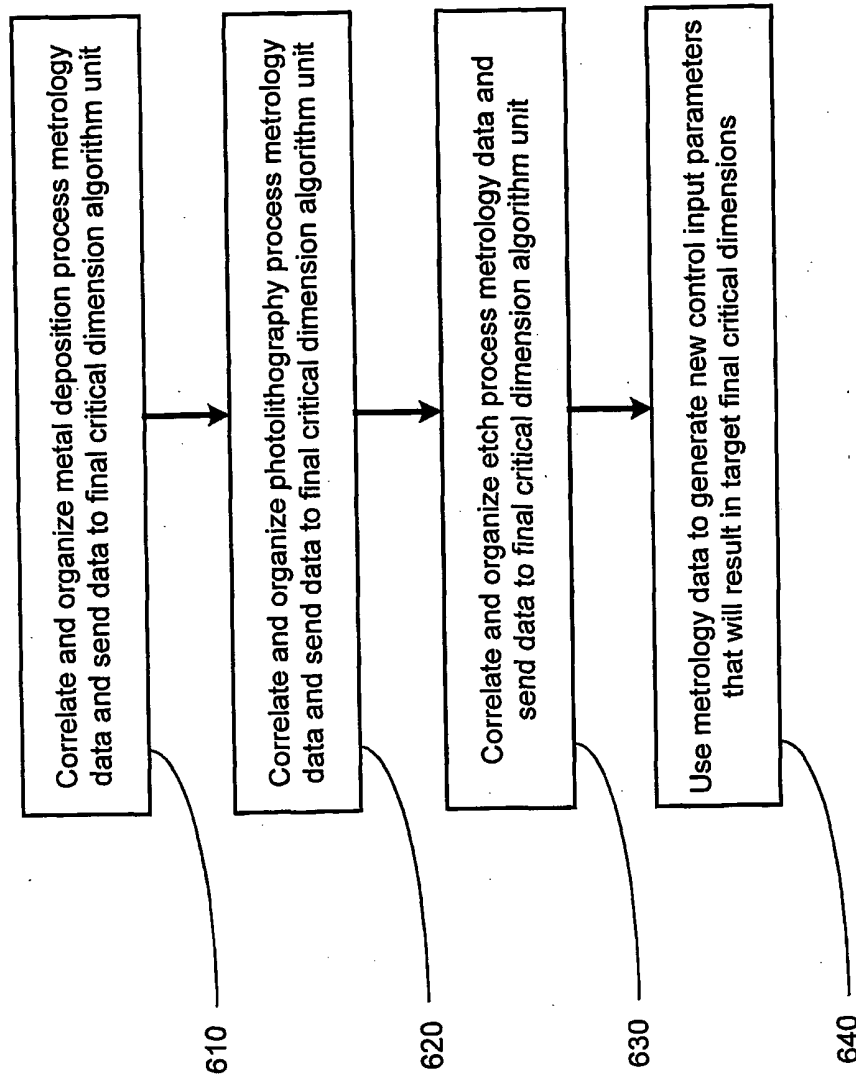 Correlate and organize metal deposition process metrology
data and send data to final critical dimension algorithm unit
610
Correlate and organize photolithography process metrology
data and send data to final critical dimension algorithm unit
620
Correlate and organize etch process metrology data and
send data to final critical dimension algorithm unit
630
Use metrology data to generate new control input parameters
that will result in target final critical dimensions
640